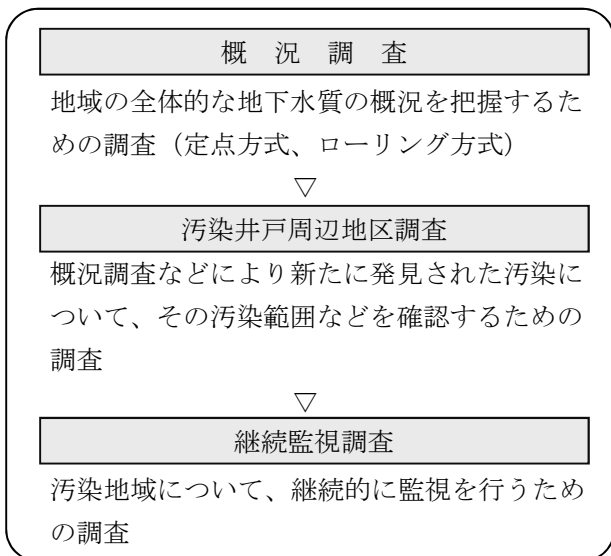 概　況　調　査
地域の全体的な地下水質の概況を把握するた
めの調査（定点方式、ローリング方式）
▽
汚染井戸周辺地区調査
概況調査などにより新たに発見された汚染に
ついて、その汚染範囲などを確認するための
調査
▽
継続監視調査
汚染地域について、継続的に監視を行うため
の調査